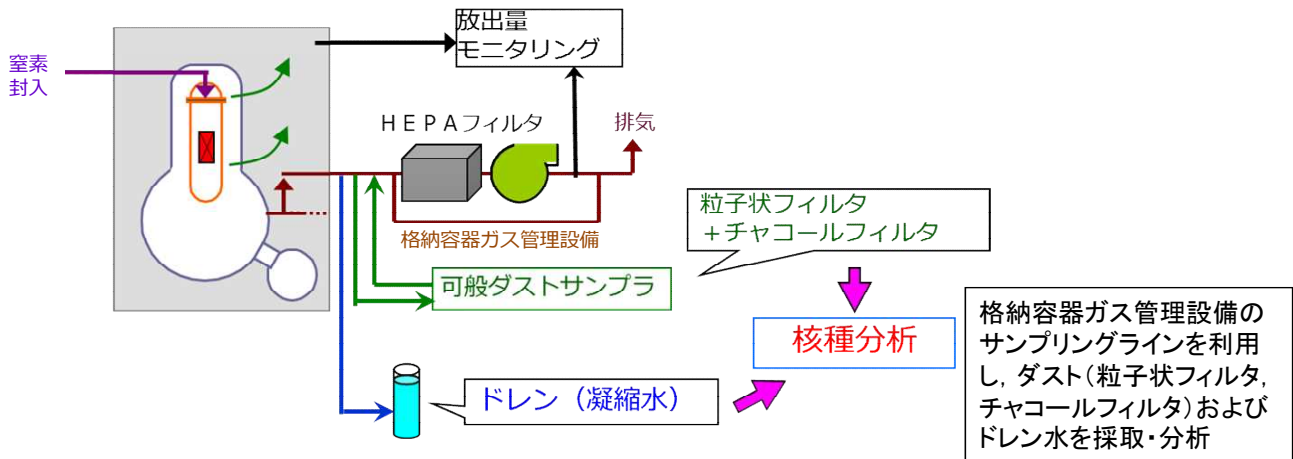 放出量
モニタリング
窒素
封入
ＨＥＰＡフィルタ
排気
粒子状フィルタ
＋チャコールフィルタ
格納容器ガス管理設備
可般ダストサンプラ
核種分析
格納容器ガス管理設備の
サンプリングラインを利用
し，ダスト（粒子状フィルタ，
チャコールフィルタ）および
ドレン水を採取・分析
ドレン（凝縮水）